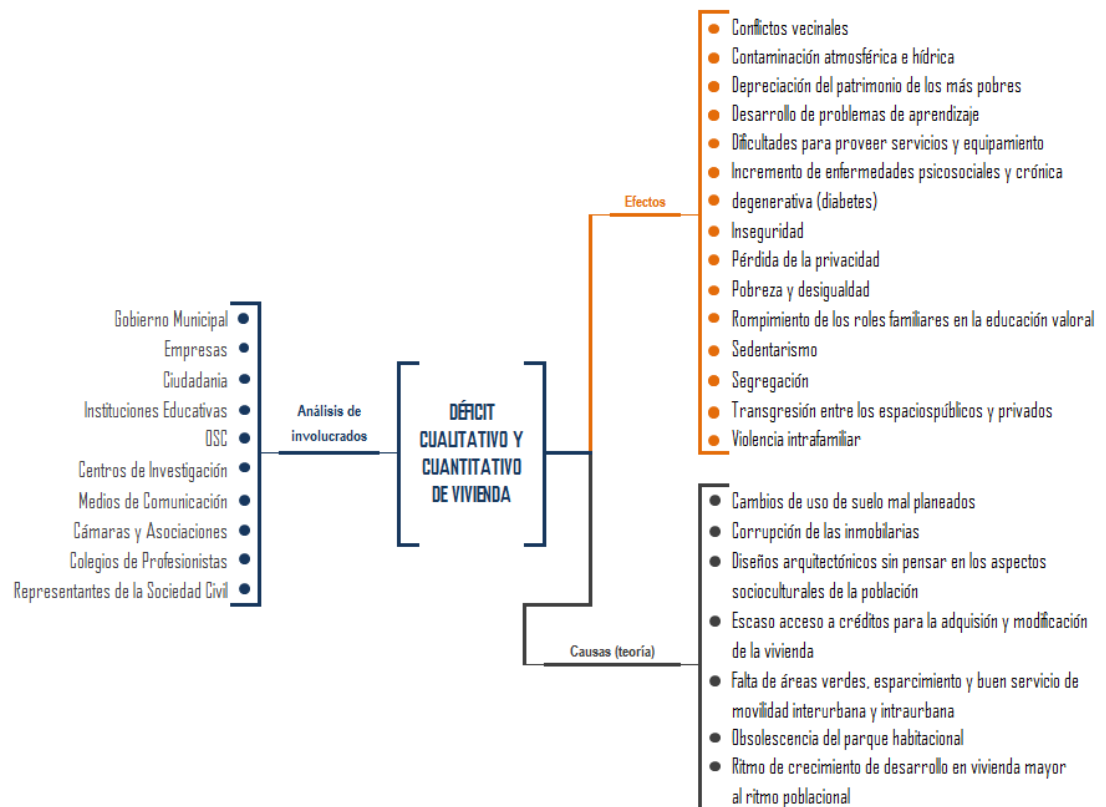 Gobierno Municipal
Empresas
Ciudadania
Instituciones Educativas
OSC
Centros de Investigación
Medios de Comunicación
Cámaras y Asociaciones
Colegios de Profesionistas
Representantes de la Sociedad Civil
Análisis de
involucrados
DÉFICIT
CUALITATIVO Y
CUANTITATIVO
DE VIVIENDA
Efectos
Conflictos vecinales
Contaminación atmosférica e hídrica
Depreciación del patrimonio de los más pobres
Desarrollo de problemas de aprendizaje
Dificultades para proveer servicios y equipamiento
Incremento de enfermedades psicosociales y crónica
degenerativa (diabetes)
Inseguridad
Pérdida de la privacidad
Pobreza y desigualdad
Rompimiento de los roles familiares en la educación valoral
Sedentarismo
Segregación
Transgresión entre los espaciospúblicos y privados
Violencia intrafamiliar
Causas (teoría)
Cambios de uso de suelo mal planeados
Corrupción de las inmobilarias
Diseños arquitectónicos sin pensar en los aspectos
socioculturales de la población
Escaso acceso a créditos para la adquisión y modificación
de la vivienda
Falta de áreas verdes, esparcimiento y buen servicio de
movilidad interurbana y intraurbana
Obsolescencia del parque habitacional
Ritmo de crecimiento de desarrollo en vivienda mayor
al ritmo poblacional